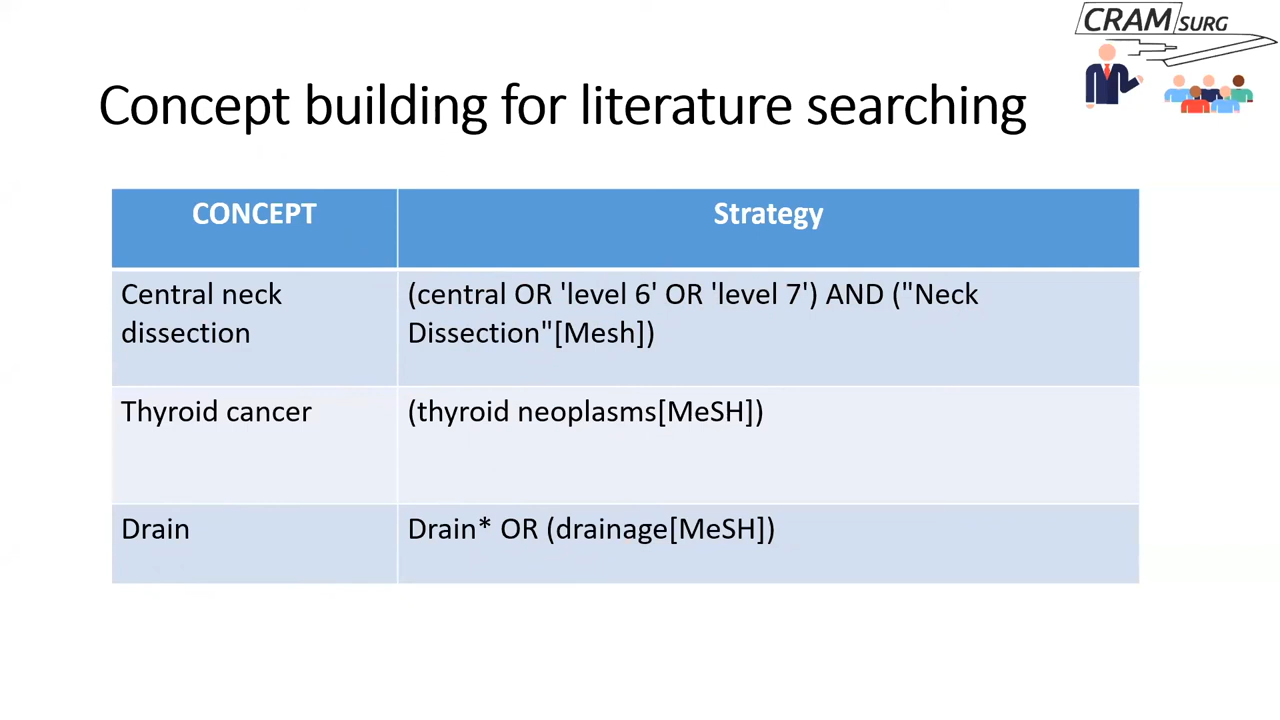 CRAM SURG
Concept building for literature searching
CONCEPT
Strategy
Central neck
dissection
(central OR 'level 6' OR 'level 7') AND ("Neck
Dissection"[Mesh])
Thyroid cancer
(thyroid neoplasms[MeSH])
Drain
Drain* OR (drainage[MeSH])